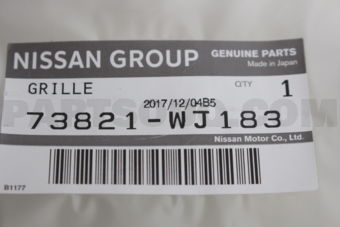 NISSAN GROUP GENUINE PARTS
Made in Japan
GRILLE QTY 1
2017/12/04B5
73821-WJ183
Nissan Motor Co., Ltd.
B1177